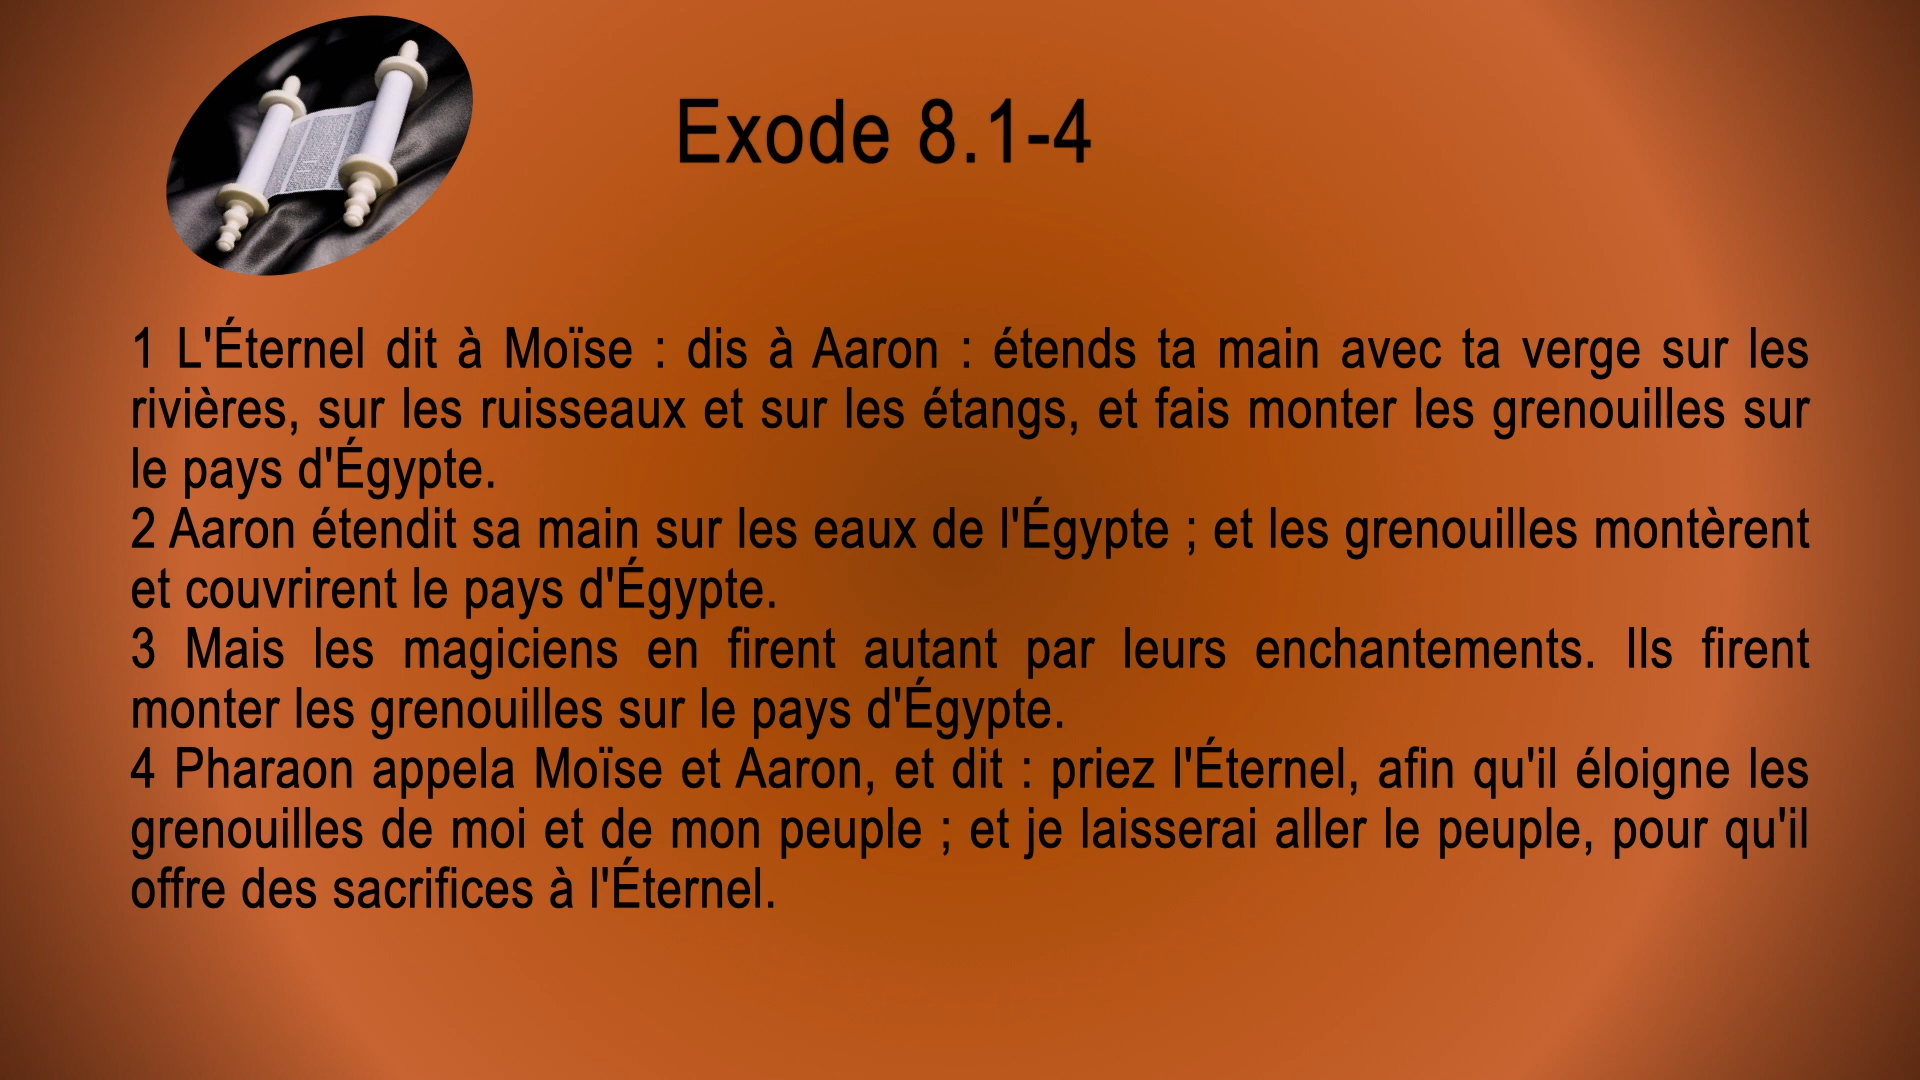 Exode 8.1-4
1 L'Éternel dit à Moïse : dis à Aaron : étends ta main avec ta verge sur les
rivières, sur les ruisseaux et sur les étangs, et fais monter les grenouilles sur
le pays d'Égypte.
2 Aaron étendit sa main sur les eaux de l'Égypte ; et les grenouilles montèrent
et couvrirent le pays d'Égypte.
3 Mais les magiciens en firent autant par leurs enchantements. Ils firent
monter les grenouilles sur le pays d'Égypte.
4 Pharaon appela Moïse et Aaron, et dit : priez l'Éternel, afin qu'il éloigne les
grenouilles de moi et de mon peuple ; et je laisserai aller le peuple, pour qu'il
offre des sacrifices à l'Éternel.